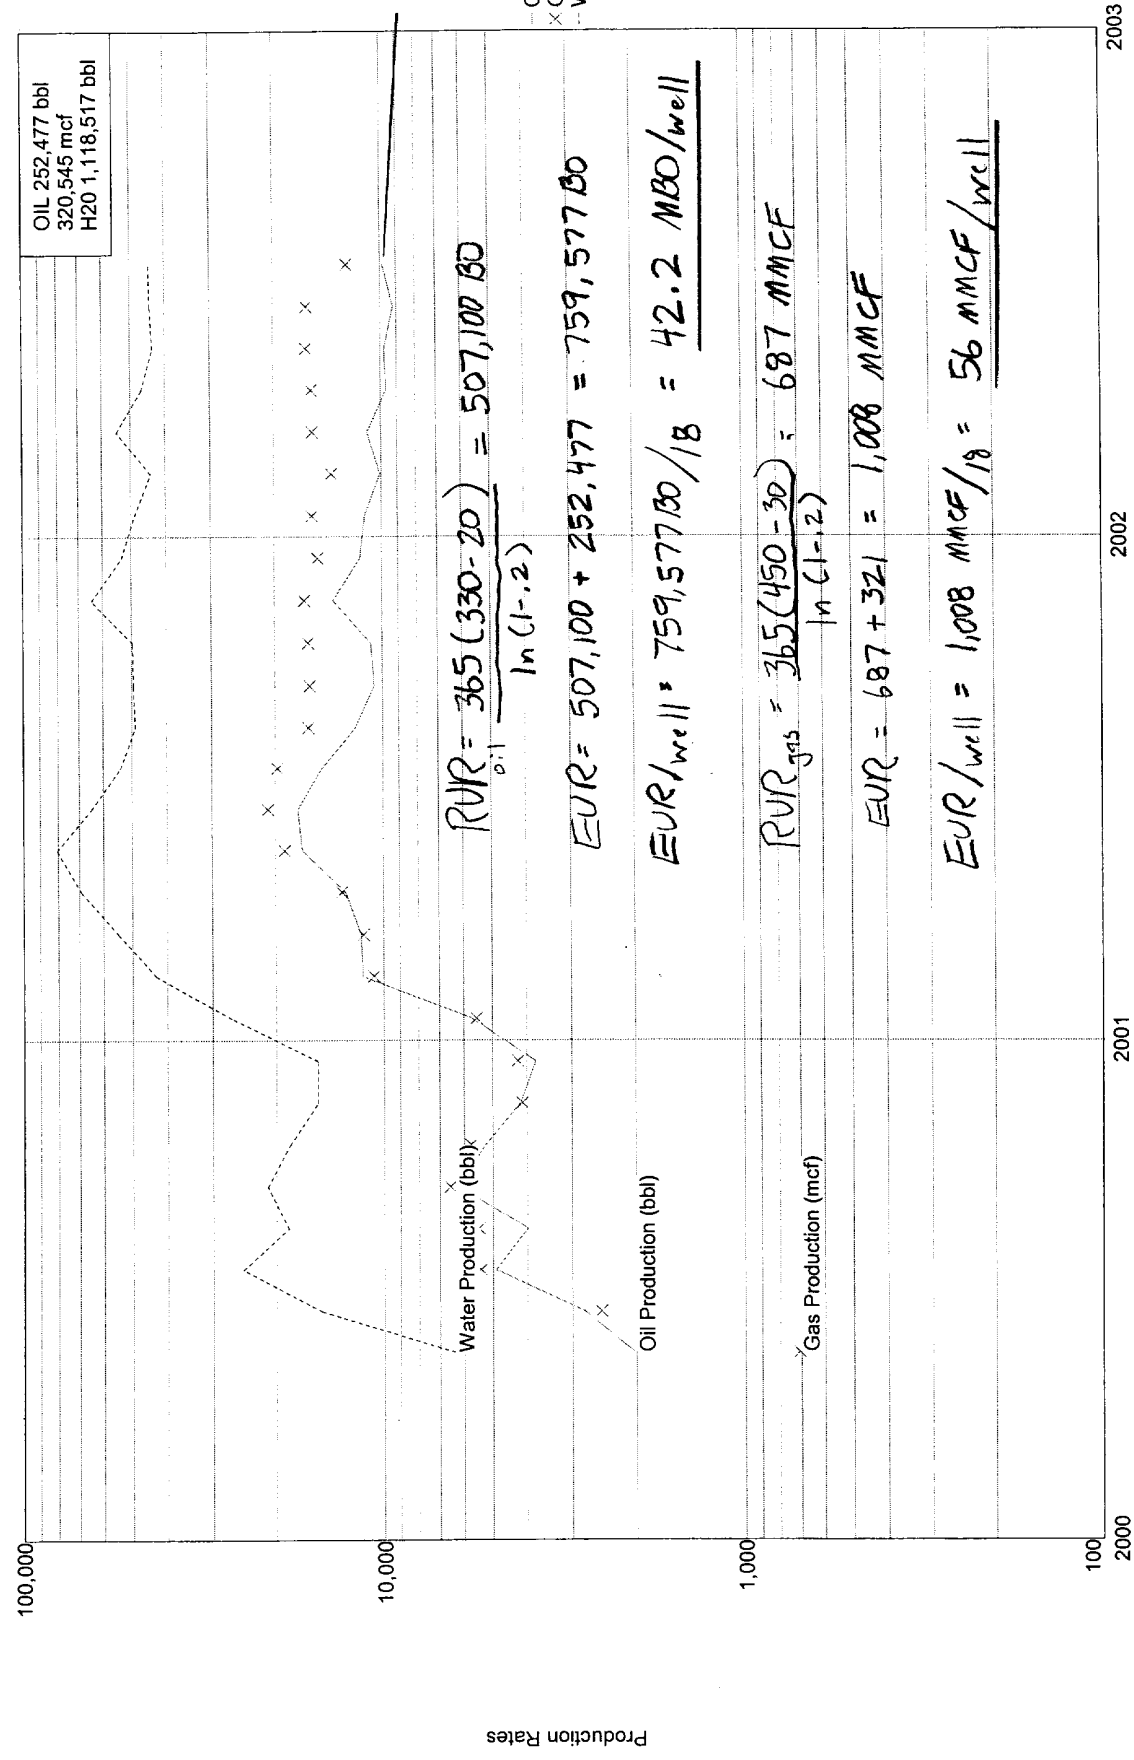 OIL 252,477 bbl
320,545 mcf
H20 1,118,517 bbl
100,000
10,000
1,000
100
Production Rates
Water Production (bbl)
Oil Production (bbl)
Gas Production (mcf)
RUR oil = 365 (330-20) / ln (1-.2) = 507,100 BO
EUR = 507,100 + 252,477 = 759,577 BO
EUR/well = 759,577 BO/18 = 42.2 MBO/well
RUR gas = 365 (450-30) / ln (1-.2) = 687 MMCF
EUR = 687 + 321 = 1,008 MMCF
EUR/well = 1,008 MMCF/18 = 56 MMCF/well
2000
2001
2002
2003